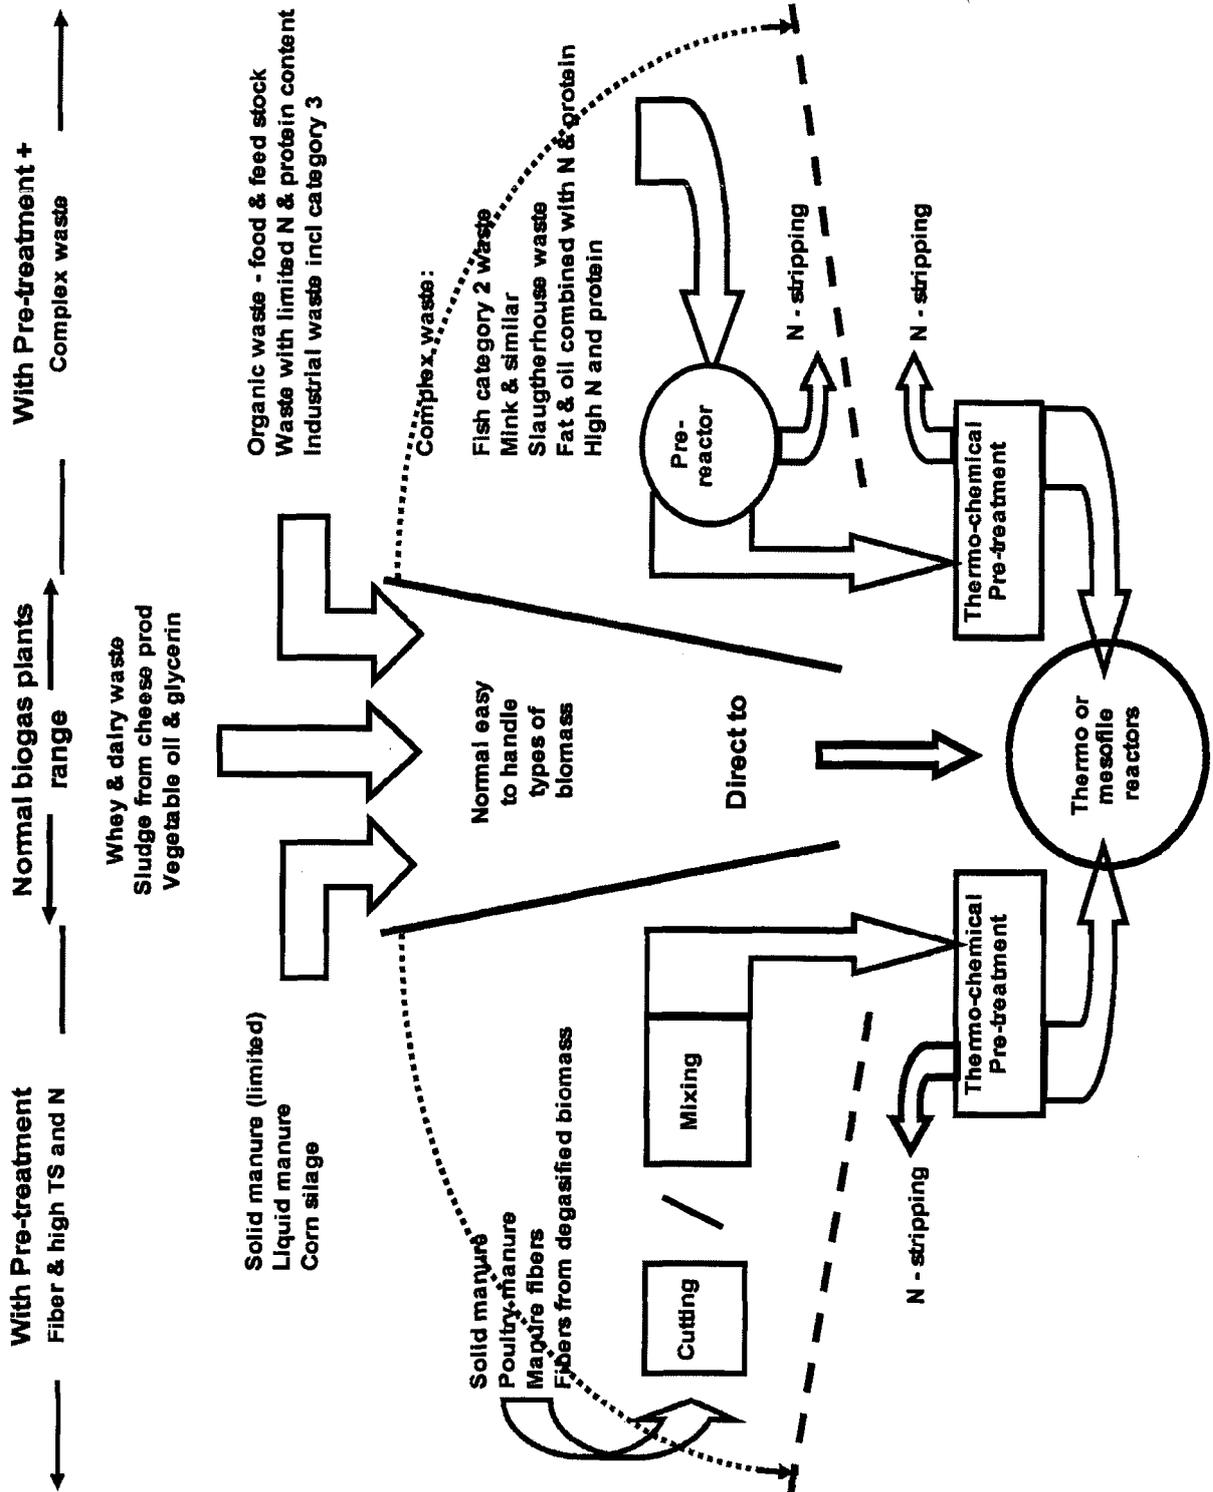 With Pre-treatment
Fiber & high TS and N
Normal biogas plants
range
With Pre-treatment +
Complex waste
Whey & dairy waste
Sludge from cheese prod
Vegetable oil & glycerin
Solid manure (limited)
Liquid manure
Corn silage
Organic waste - food & feed stock
Waste with limited N & protein content
Industrial waste incl category 3
Normal easy
to handle
types of
biomass
Complex waste:
Fish category 2 waste
Mink & similar
Slaugtherhouse waste
Fat & oil combined with N & protein
High N and protein
Solid manure
Poultry manure
Manure fibers
Fibers from degasified biomass
Cutting
/
Mixing
Direct to
Pre-
reactor
N - stripping
N - stripping
N - stripping
Thermo-chemical
Pre-treatment
Thermo-chemical
Pre-treatment
Thermo or
mesofile
reactors